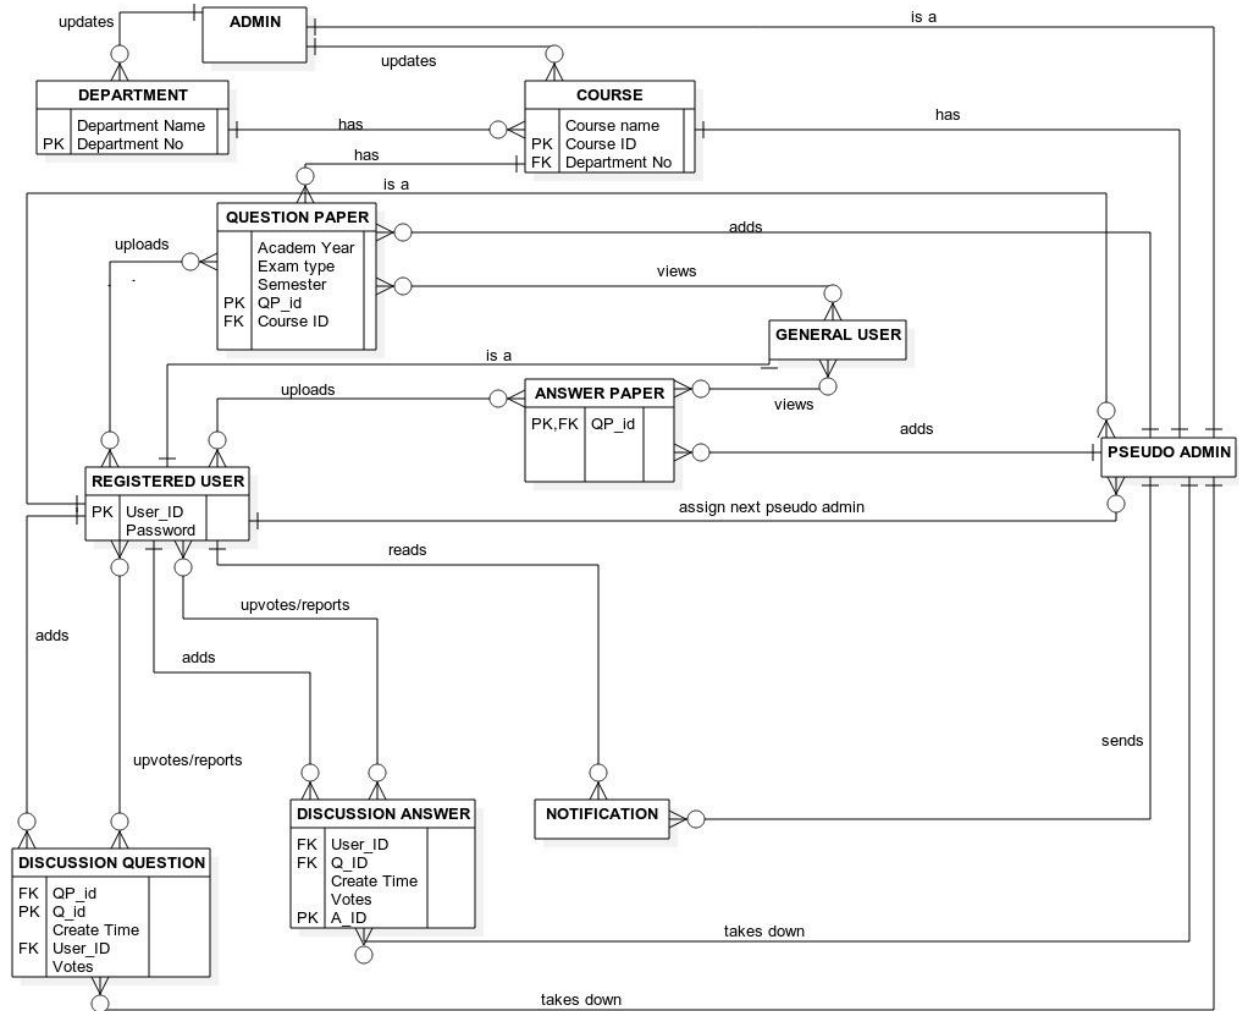 updates
ADMIN
is a
updates
DEPARTMENT
Department Name
PK Department No
has
COURSE
Course name
PK Course ID
FK Department No
has
has
is a
QUESTION PAPER
Academ Year
Exam type
Semester
PK QP_id
FK Course ID
uploads
adds
views
GENERAL USER
is a
uploads
ANSWER PAPER
PK,FK QP_id
views
adds
PSEUDO ADMIN
REGISTERED USER
PK User_ID
Password
assign next pseudo admin
reads
upvotes/reports
adds
adds
upvotes/reports
sends
DISCUSSION ANSWER
FK User_ID
FK Q_ID
Create Time
Votes
PK A_ID
NOTIFICATION
DISCUSSION QUESTION
FK QP_id
PK Q_id
Create Time
FK User_ID
Votes
takes down
takes down